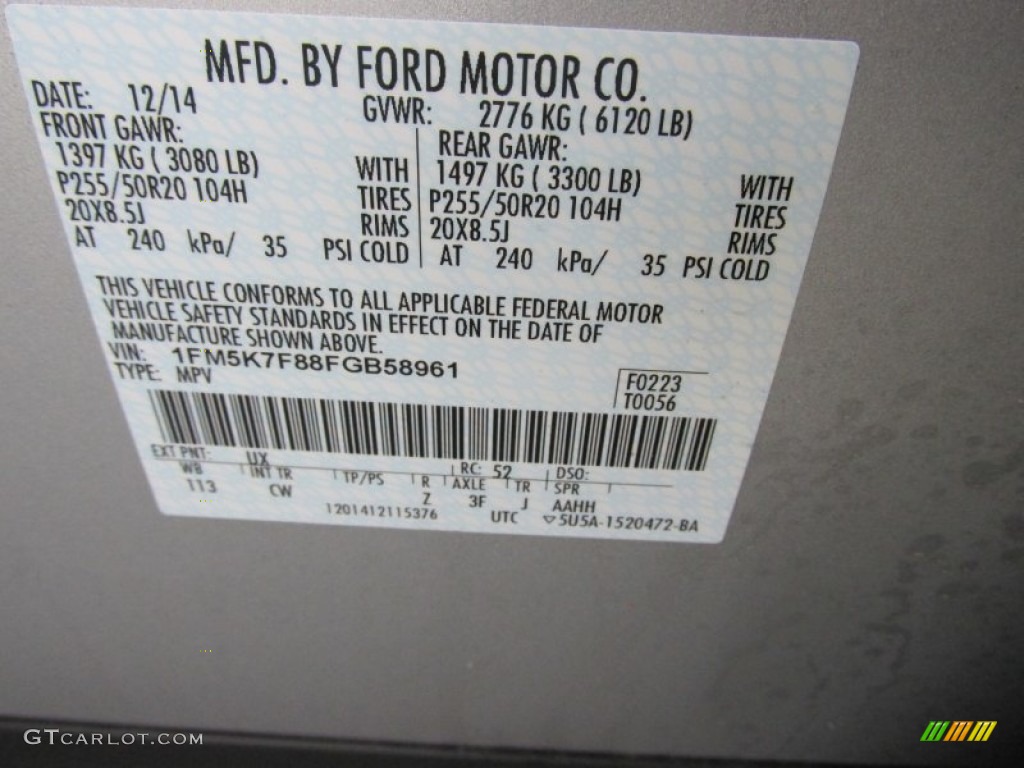 MFD. BY FORD MOTOR CO.
DATE: 12/14 GVWR: 2776 KG ( 6120 LB)
FRONT GAWR: REAR GAWR:
1397 KG ( 3080 LB) WITH 1497 KG ( 3300 LB) WITH
P255/50R20 104H TIRES P255/50R20 104H TIRES
20X8.5J RIMS 20X8.5J RIMS
AT 240 kPa/ 35 PSI COLD AT 240 kPa/ 35 PSI COLD
THIS VEHICLE CONFORMS TO ALL APPLICABLE FEDERAL MOTOR
VEHICLE SAFETY STANDARDS IN EFFECT ON THE DATE OF
MANUFACTURE SHOWN ABOVE.
VIN: 1FM5K7F88FGB58961
TYPE: MPV
F0223
T0056
EXT PNT: UX RC: 52 DSO:
WB INT TR TP/PS R AXLE TR SPR
113 CW Z 3F J AAHH
1201412115376 UTC ▽5U5A-1520472-BA
GTCARLOT.COM